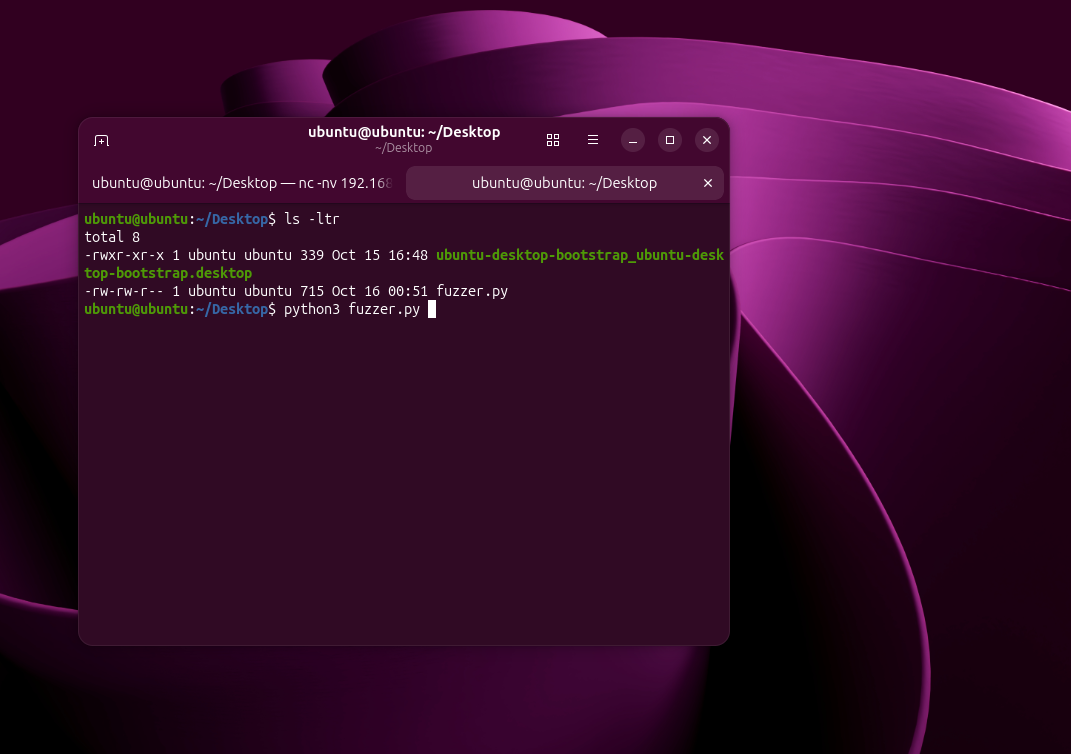 ubuntu@ubuntu: ~/Desktop
~/Desktop
ubuntu@ubuntu: ~/Desktop — nc -nv 192.168
ubuntu@ubuntu: ~/Desktop
ubuntu@ubuntu:~/Desktop$ ls -ltr
total 8
-rwxr-xr-x 1 ubuntu ubuntu 339 Oct 15 16:48 ubuntu-desktop-bootstrap_ubuntu-desk
top-bootstrap.desktop
-rw-rw-r-- 1 ubuntu ubuntu 715 Oct 16 00:51 fuzzer.py
ubuntu@ubuntu:~/Desktop$ python3 fuzzer.py